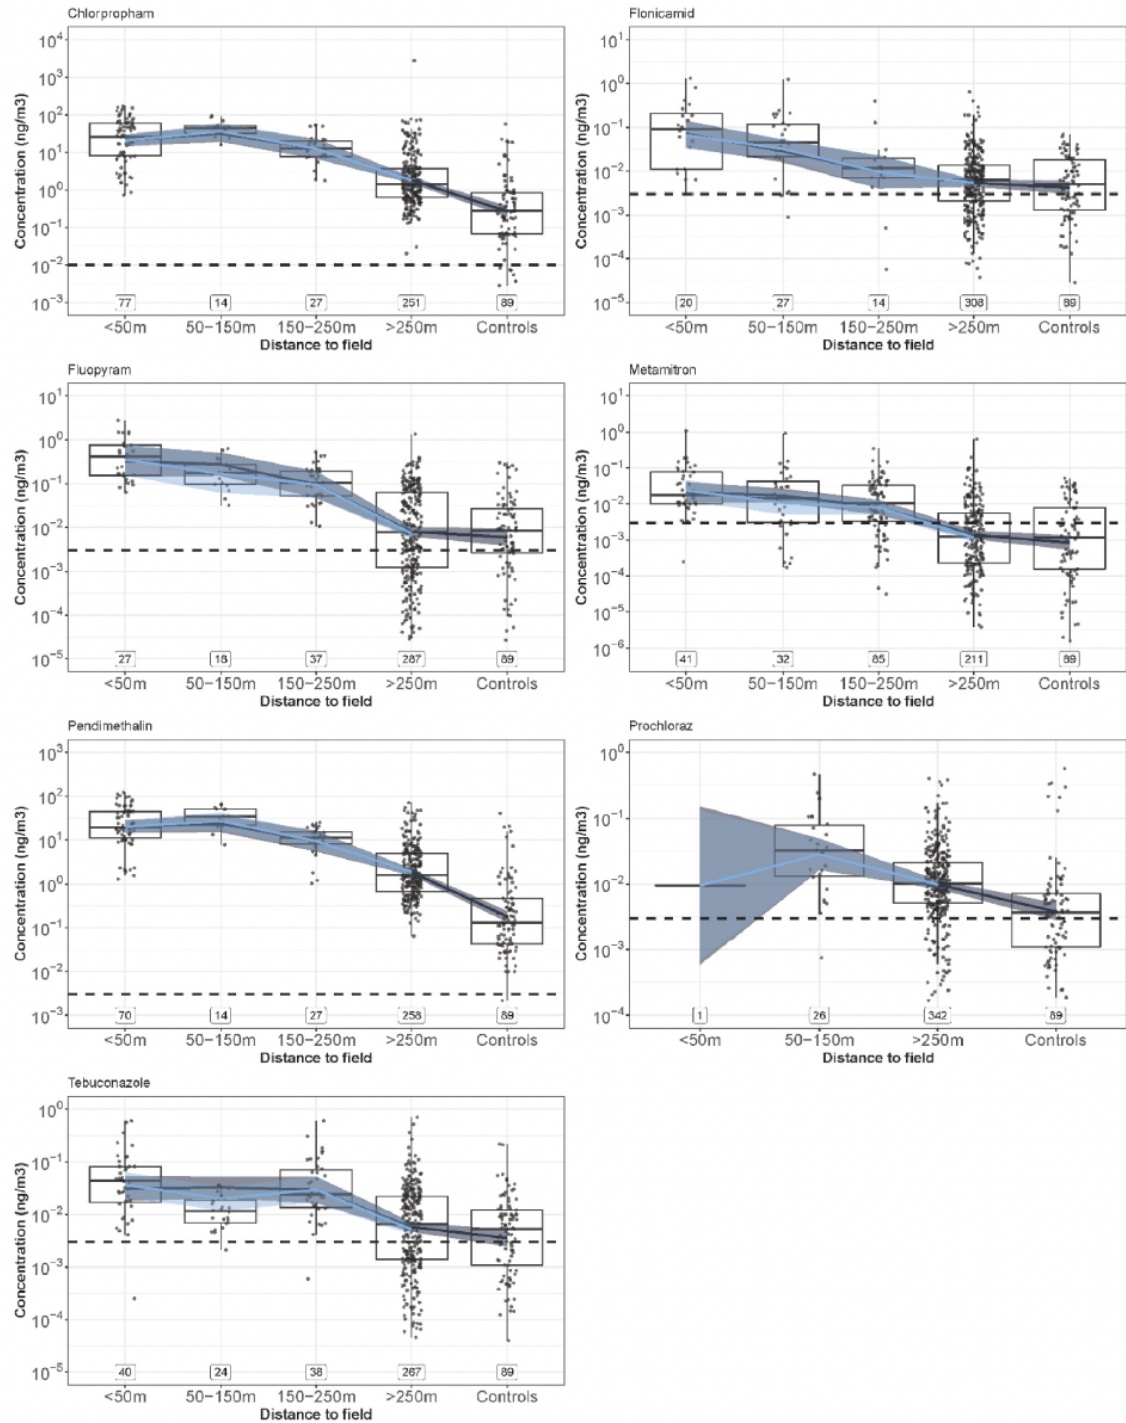 Chlorpropham
Concentration (ng/m3)
10^4
10^3
10^2
10^1
10^0
10^-1
10^-2
10^-3
77 14 27 251 89
<50m 50-150m 150-250m >250m Controls
Distance to field
Flonicamid
Concentration (ng/m3)
10^1
10^0
10^-1
10^-2
10^-3
10^-4
10^-5
20 27 14 308 89
<50m 50-150m 150-250m >250m Controls
Distance to field
Fluopyram
Concentration (ng/m3)
10^1
10^0
10^-1
10^-2
10^-3
10^-4
10^-5
27 18 37 287 89
<50m 50-150m 150-250m >250m Controls
Distance to field
Metamitron
Concentration (ng/m3)
10^1
10^0
10^-1
10^-2
10^-3
10^-4
10^-5
10^-6
41 32 85 211 89
<50m 50-150m 150-250m >250m Controls
Distance to field
Pendimethalin
Concentration (ng/m3)
10^3
10^2
10^1
10^0
10^-1
10^-2
10^-3
70 14 27 258 89
<50m 50-150m 150-250m >250m Controls
Distance to field
Prochloraz
Concentration (ng/m3)
10^0
10^-1
10^-2
10^-3
10^-4
1 26 342 89
<50m 50-150m >250m Controls
Distance to field
Tebuconazole
Concentration (ng/m3)
10^0
10^-1
10^-2
10^-3
10^-4
10^-5
40 24 38 267 89
<50m 50-150m 150-250m >250m Controls
Distance to field